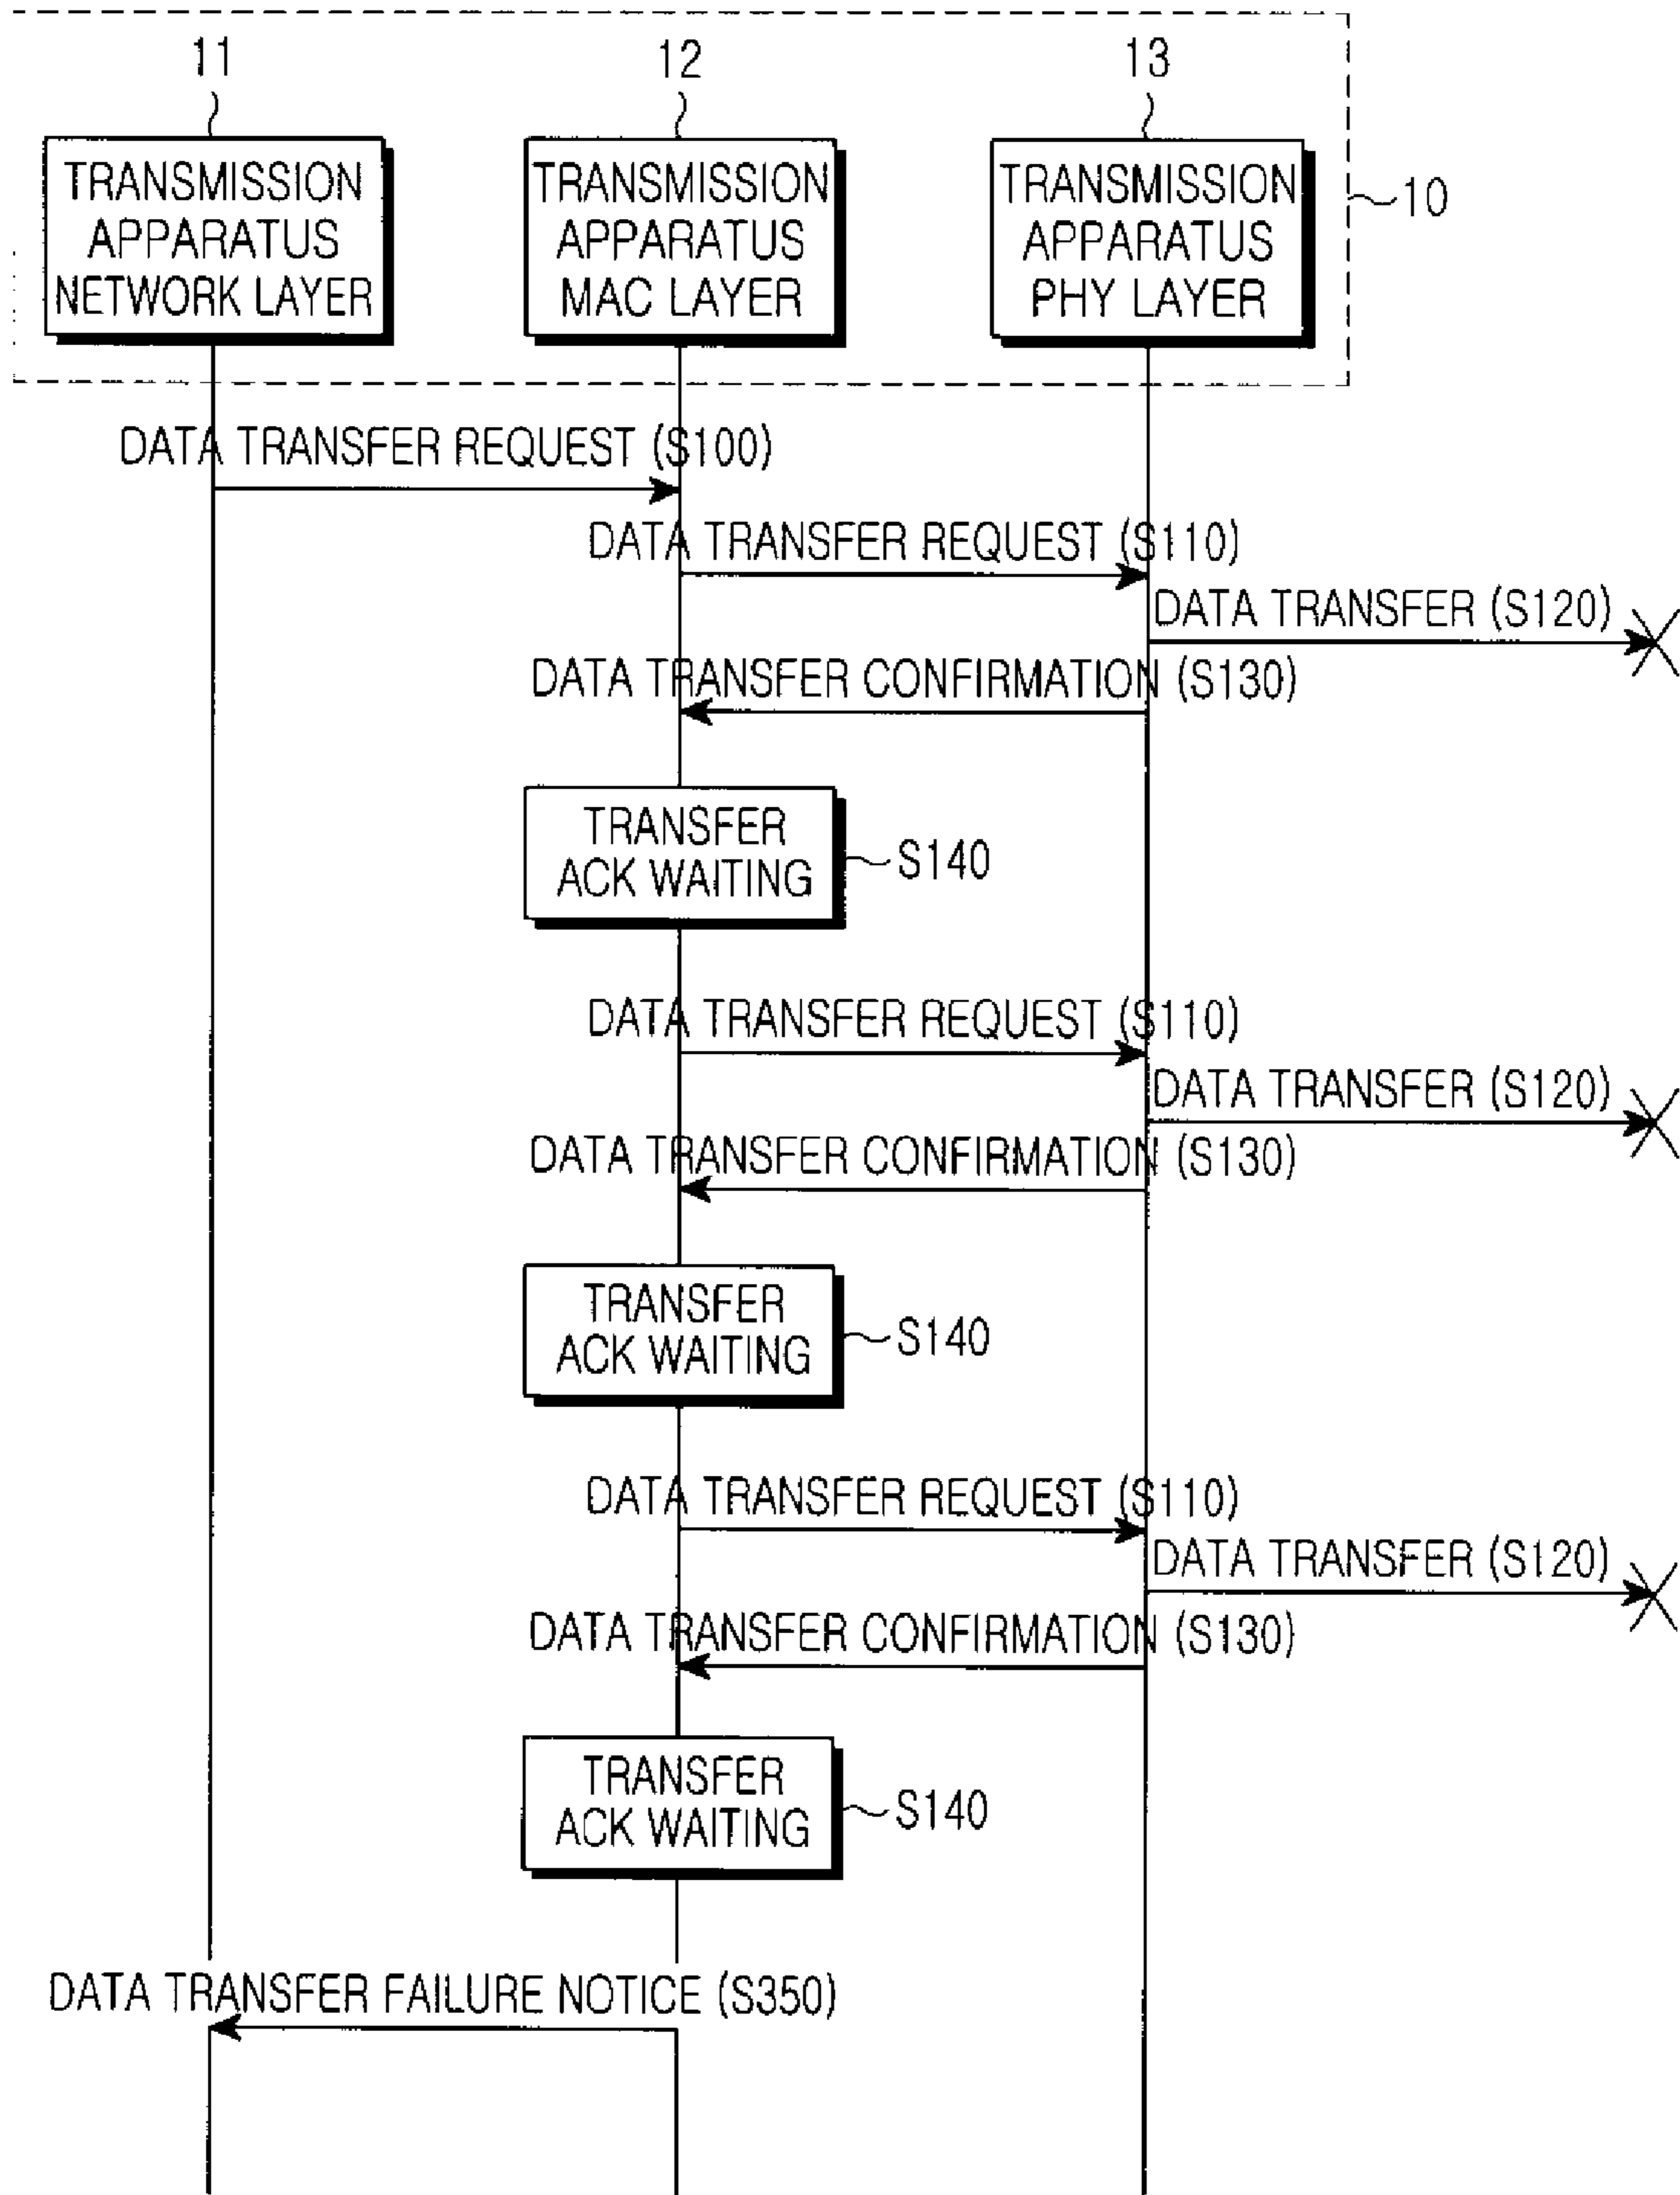 11
12
13
TRANSMISSION
APPARATUS
NETWORK LAYER
TRANSMISSION
APPARATUS
MAC LAYER
TRANSMISSION
APPARATUS
PHY LAYER
10
DATA TRANSFER REQUEST (S100)
DATA TRANSFER REQUEST (S110)
DATA TRANSFER (S120)
DATA TRANSFER CONFIRMATION (S130)
TRANSFER
ACK WAITING
S140
DATA TRANSFER REQUEST (S110)
DATA TRANSFER (S120)
DATA TRANSFER CONFIRMATION (S130)
TRANSFER
ACK WAITING
S140
DATA TRANSFER REQUEST (S110)
DATA TRANSFER (S120)
DATA TRANSFER CONFIRMATION (S130)
TRANSFER
ACK WAITING
S140
DATA TRANSFER FAILURE NOTICE (S350)